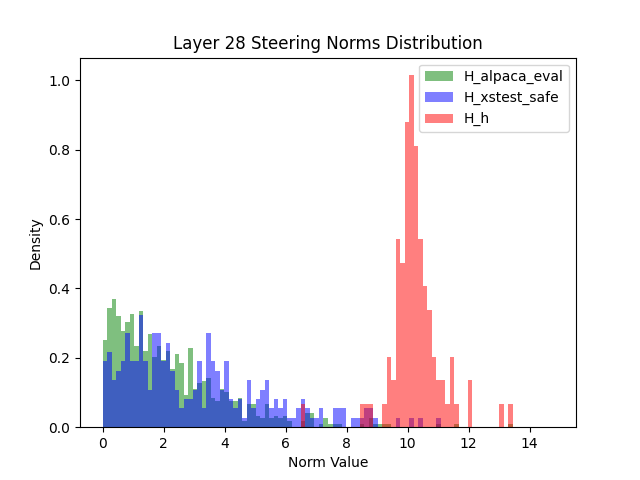 Layer 28 Steering Norms Distribution
H_alpaca_eval
H_xstest_safe
H_h
1.0
0.8
0.6
0.4
0.2
0.0
Density
0 2 4 6 8 10 12 14
Norm Value